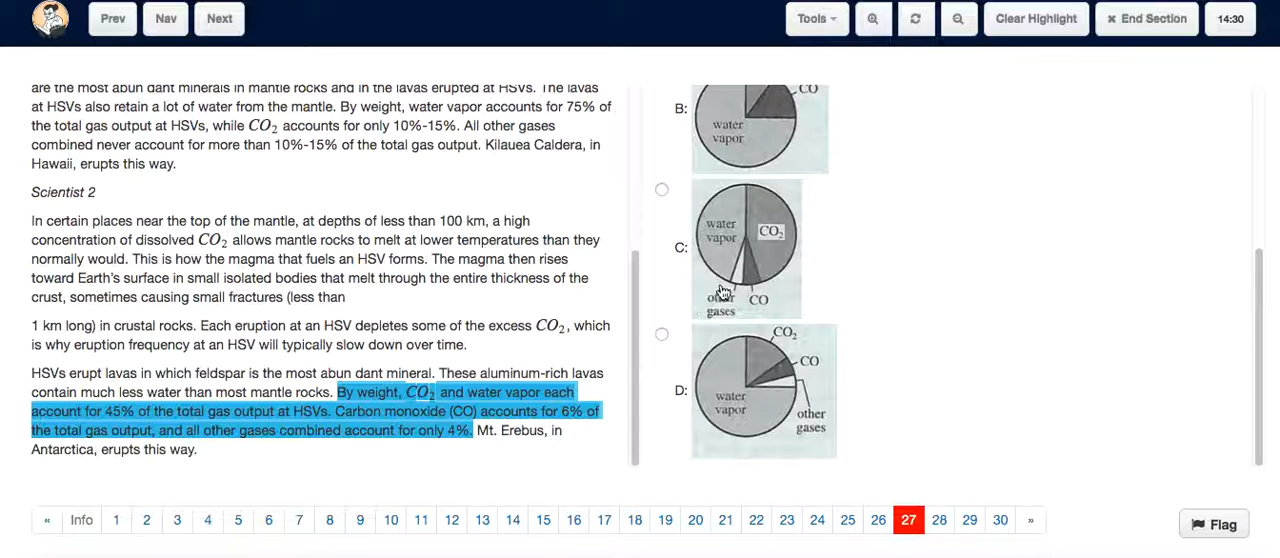 Prev Nav Next Tools Clear Highlight × End Section 14:30
are the most abun dant minerals in mantle rocks and in the lavas erupted at HSVs. The lavas
at HSVs also retain a lot of water from the mantle. By weight, water vapor accounts for 75% of
the total gas output at HSVs, while CO₂ accounts for only 10%-15%. All other gases
combined never account for more than 10%-15% of the total gas output. Kilauea Caldera, in
Hawaii, erupts this way.
Scientist 2
In certain places near the top of the mantle, at depths of less than 100 km, a high
concentration of dissolved CO₂ allows mantle rocks to melt at lower temperatures than they
normally would. This is how the magma that fuels an HSV forms. The magma then rises
toward Earth's surface in small isolated bodies that melt through the entire thickness of the
crust, sometimes causing small fractures (less than
1 km long) in crustal rocks. Each eruption at an HSV depletes some of the excess CO₂, which
is why eruption frequency at an HSV will typically slow down over time.
HSVs erupt lavas in which feldspar is the most abun dant mineral. These aluminum-rich lavas
contain much less water than most mantle rocks. By weight, CO₂ and water vapor each
account for 45% of the total gas output at HSVs. Carbon monoxide (CO) accounts for 6% of
the total gas output, and all other gases combined account for only 4%. Mt. Erebus, in
Antarctica, erupts this way.
B:
CO
water
vapor
C:
water
vapor
CO₂
other
gases
CO
D:
CO₂
CO
water
vapor
other
gases
« Info 1 2 3 4 5 6 7 8 9 10 11 12 13 14 15 16 17 18 19 20 21 22 23 24 25 26 27 28 29 30 »
Flag